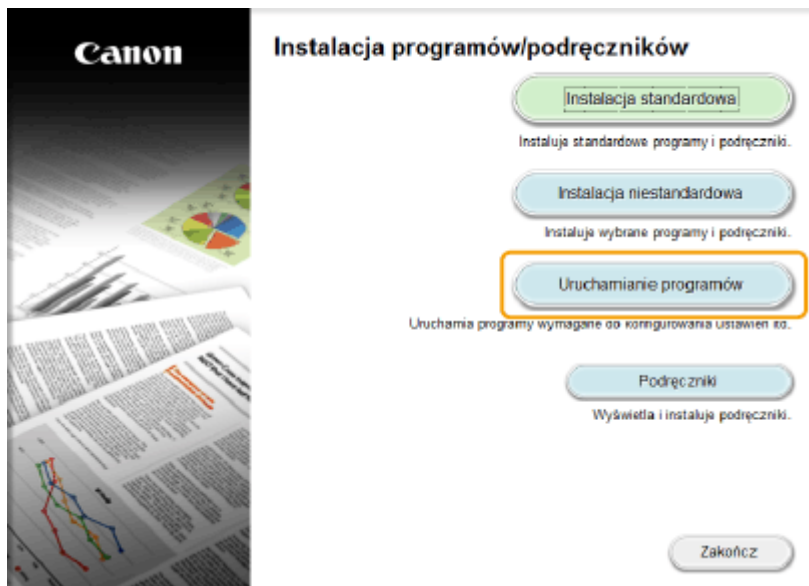 Canon
Instalacja programów/podręczników
Instalacja standardowa
Instaluje standardowe programy i podręczniki.
Instalacja niestandardowa
Instaluje wybrane programy i podręczniki.
Uruchamianie programów
Uruchamia programy wymagane do konfigurowania ustawień itd.
Podręczniki
Wyświetla i instaluje podręczniki.
Zakończ